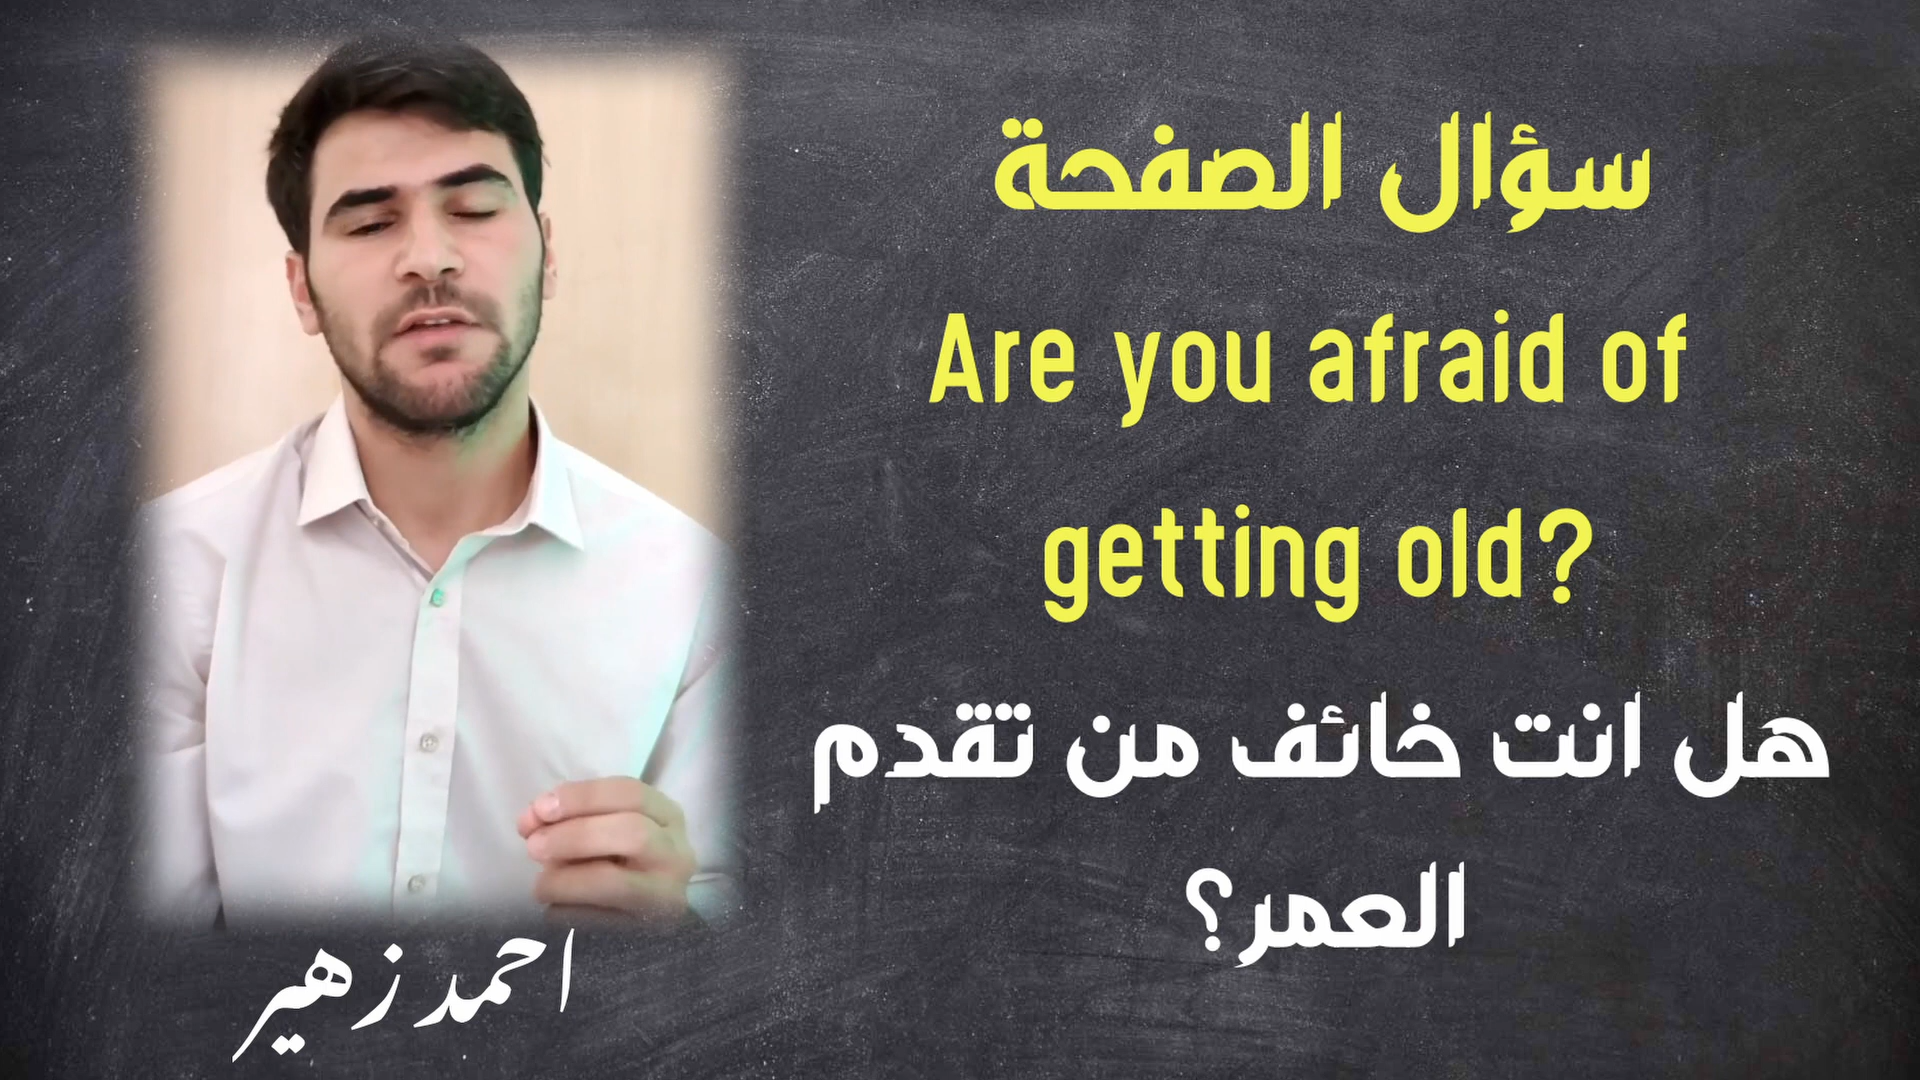 سؤال الصفحة
Are you afraid of
getting old?
هل انت خائف من تقدم
العمر؟
احمد زهير